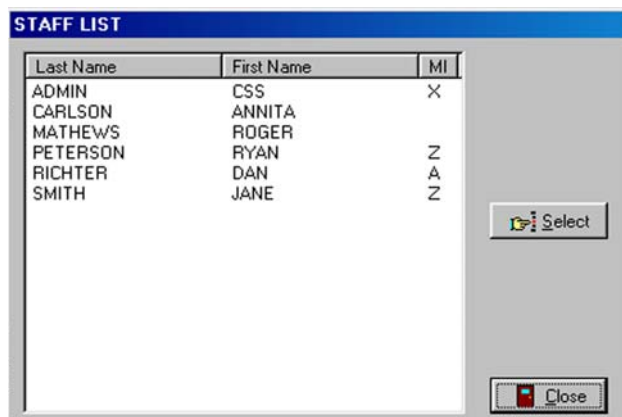 STAFF LIST
Last Name First Name MI
ADMIN CSS X
CARLSON ANNITA
MATHEWS ROGER
PETERSON RYAN Z
RICHTER DAN A
SMITH JANE Z
Select
Close